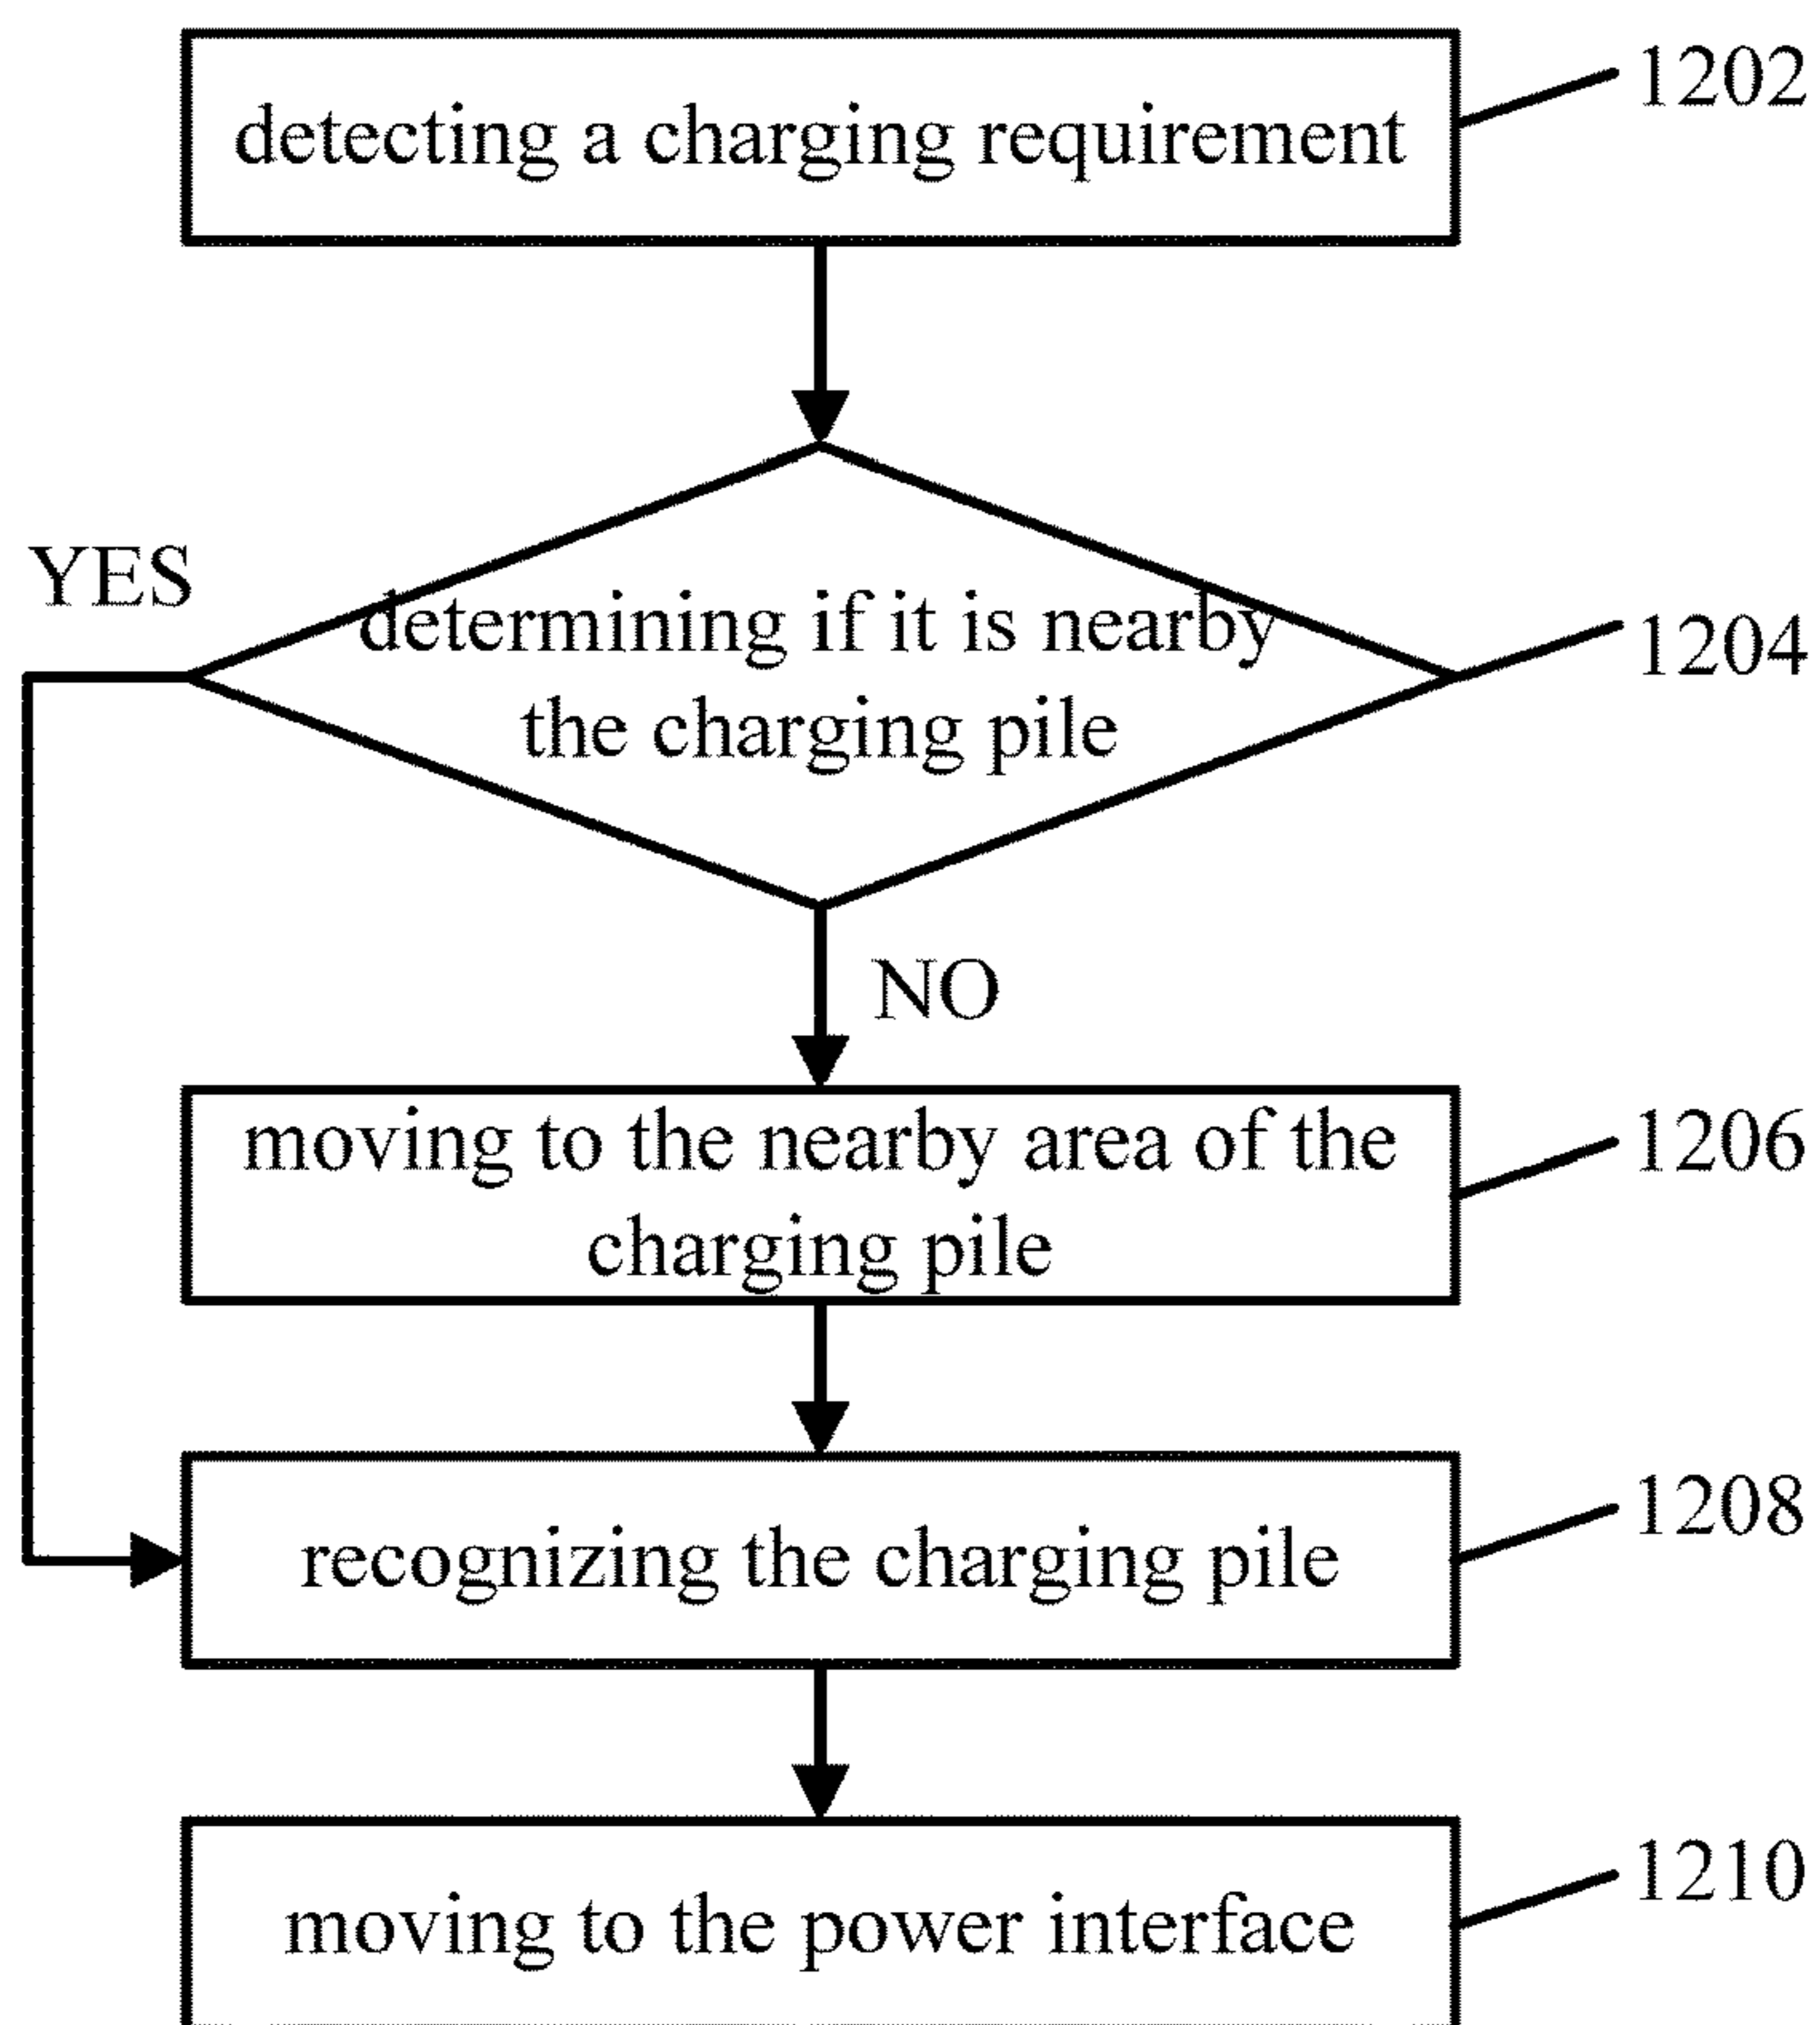 detecting a charging requirement
1202
YES
determining if it is nearby
the charging pile
1204
NO
moving to the nearby area of the
charging pile
1206
recognizing the charging pile
1208
moving to the power interface
1210